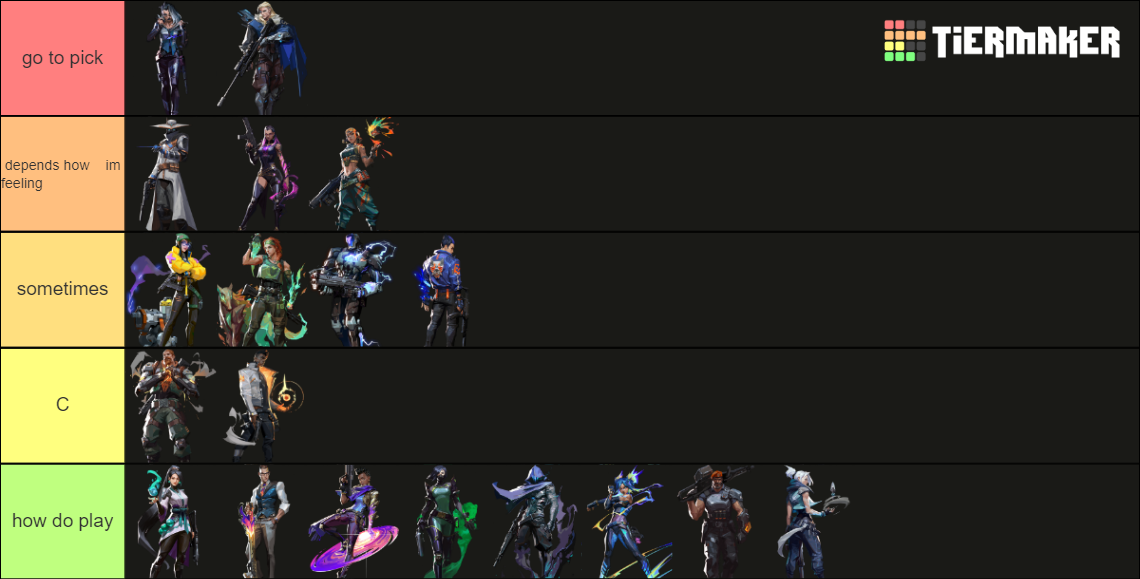 go to pick
TiERMAKER
depends how im
feeling
sometimes
C
how do play